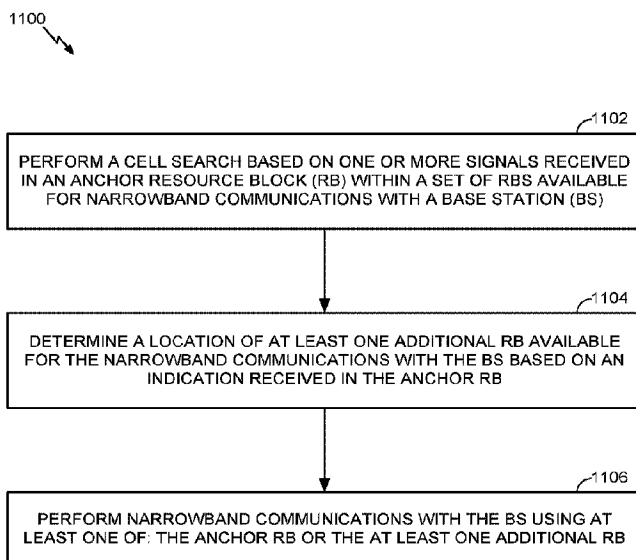 1100
1102
PERFORM A CELL SEARCH BASED ON ONE OR MORE SIGNALS RECEIVED
IN AN ANCHOR RESOURCE BLOCK (RB) WITHIN A SET OF RBS AVAILABLE
FOR NARROWBAND COMMUNICATIONS WITH A BASE STATION (BS)
1104
DETERMINE A LOCATION OF AT LEAST ONE ADDITIONAL RB AVAILABLE
FOR THE NARROWBAND COMMUNICATIONS WITH THE BS BASED ON AN
INDICATION RECEIVED IN THE ANCHOR RB
1106
PERFORM NARROWBAND COMMUNICATIONS WITH THE BS USING AT
LEAST ONE OF: THE ANCHOR RB OR THE AT LEAST ONE ADDITIONAL RB